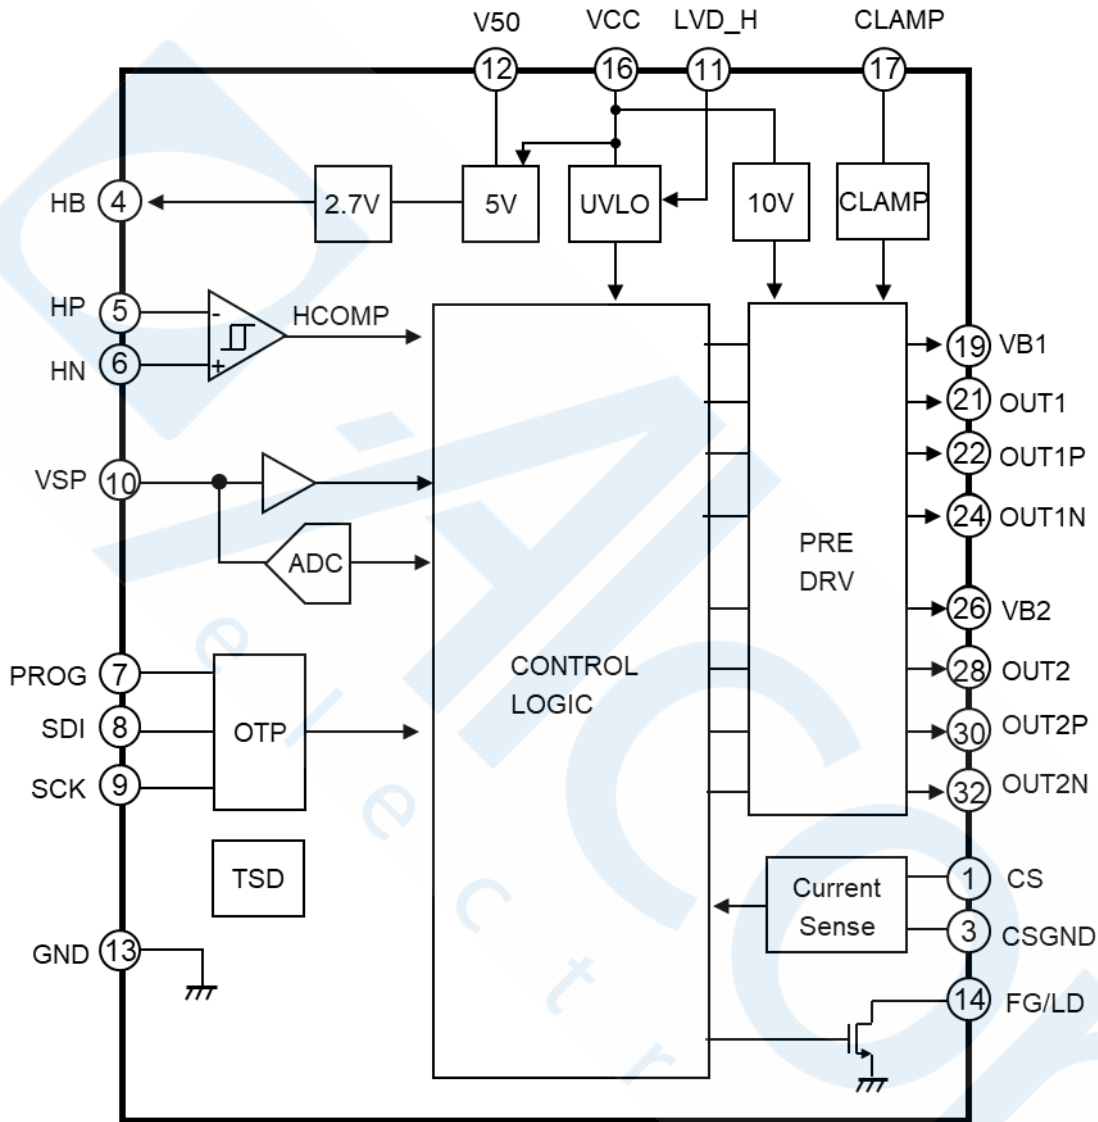 V50 VCC LVD_H CLAMP
12 16 11 17
HB 4 2.7V 5V UVLO 10V CLAMP
HP 5 - HCOMP
HN 6 +
19 VB1
21 OUT1
22 OUT1P
24 OUT1N
VSP 10
ADC
PRE
DRV
26 VB2
28 OUT2
30 OUT2P
32 OUT2N
CONTROL
LOGIC
PROG 7
SDI 8 OTP
SCK 9
TSD
Current
Sense
1 CS
3 CSGND
GND 13
14 FG/LD
electr